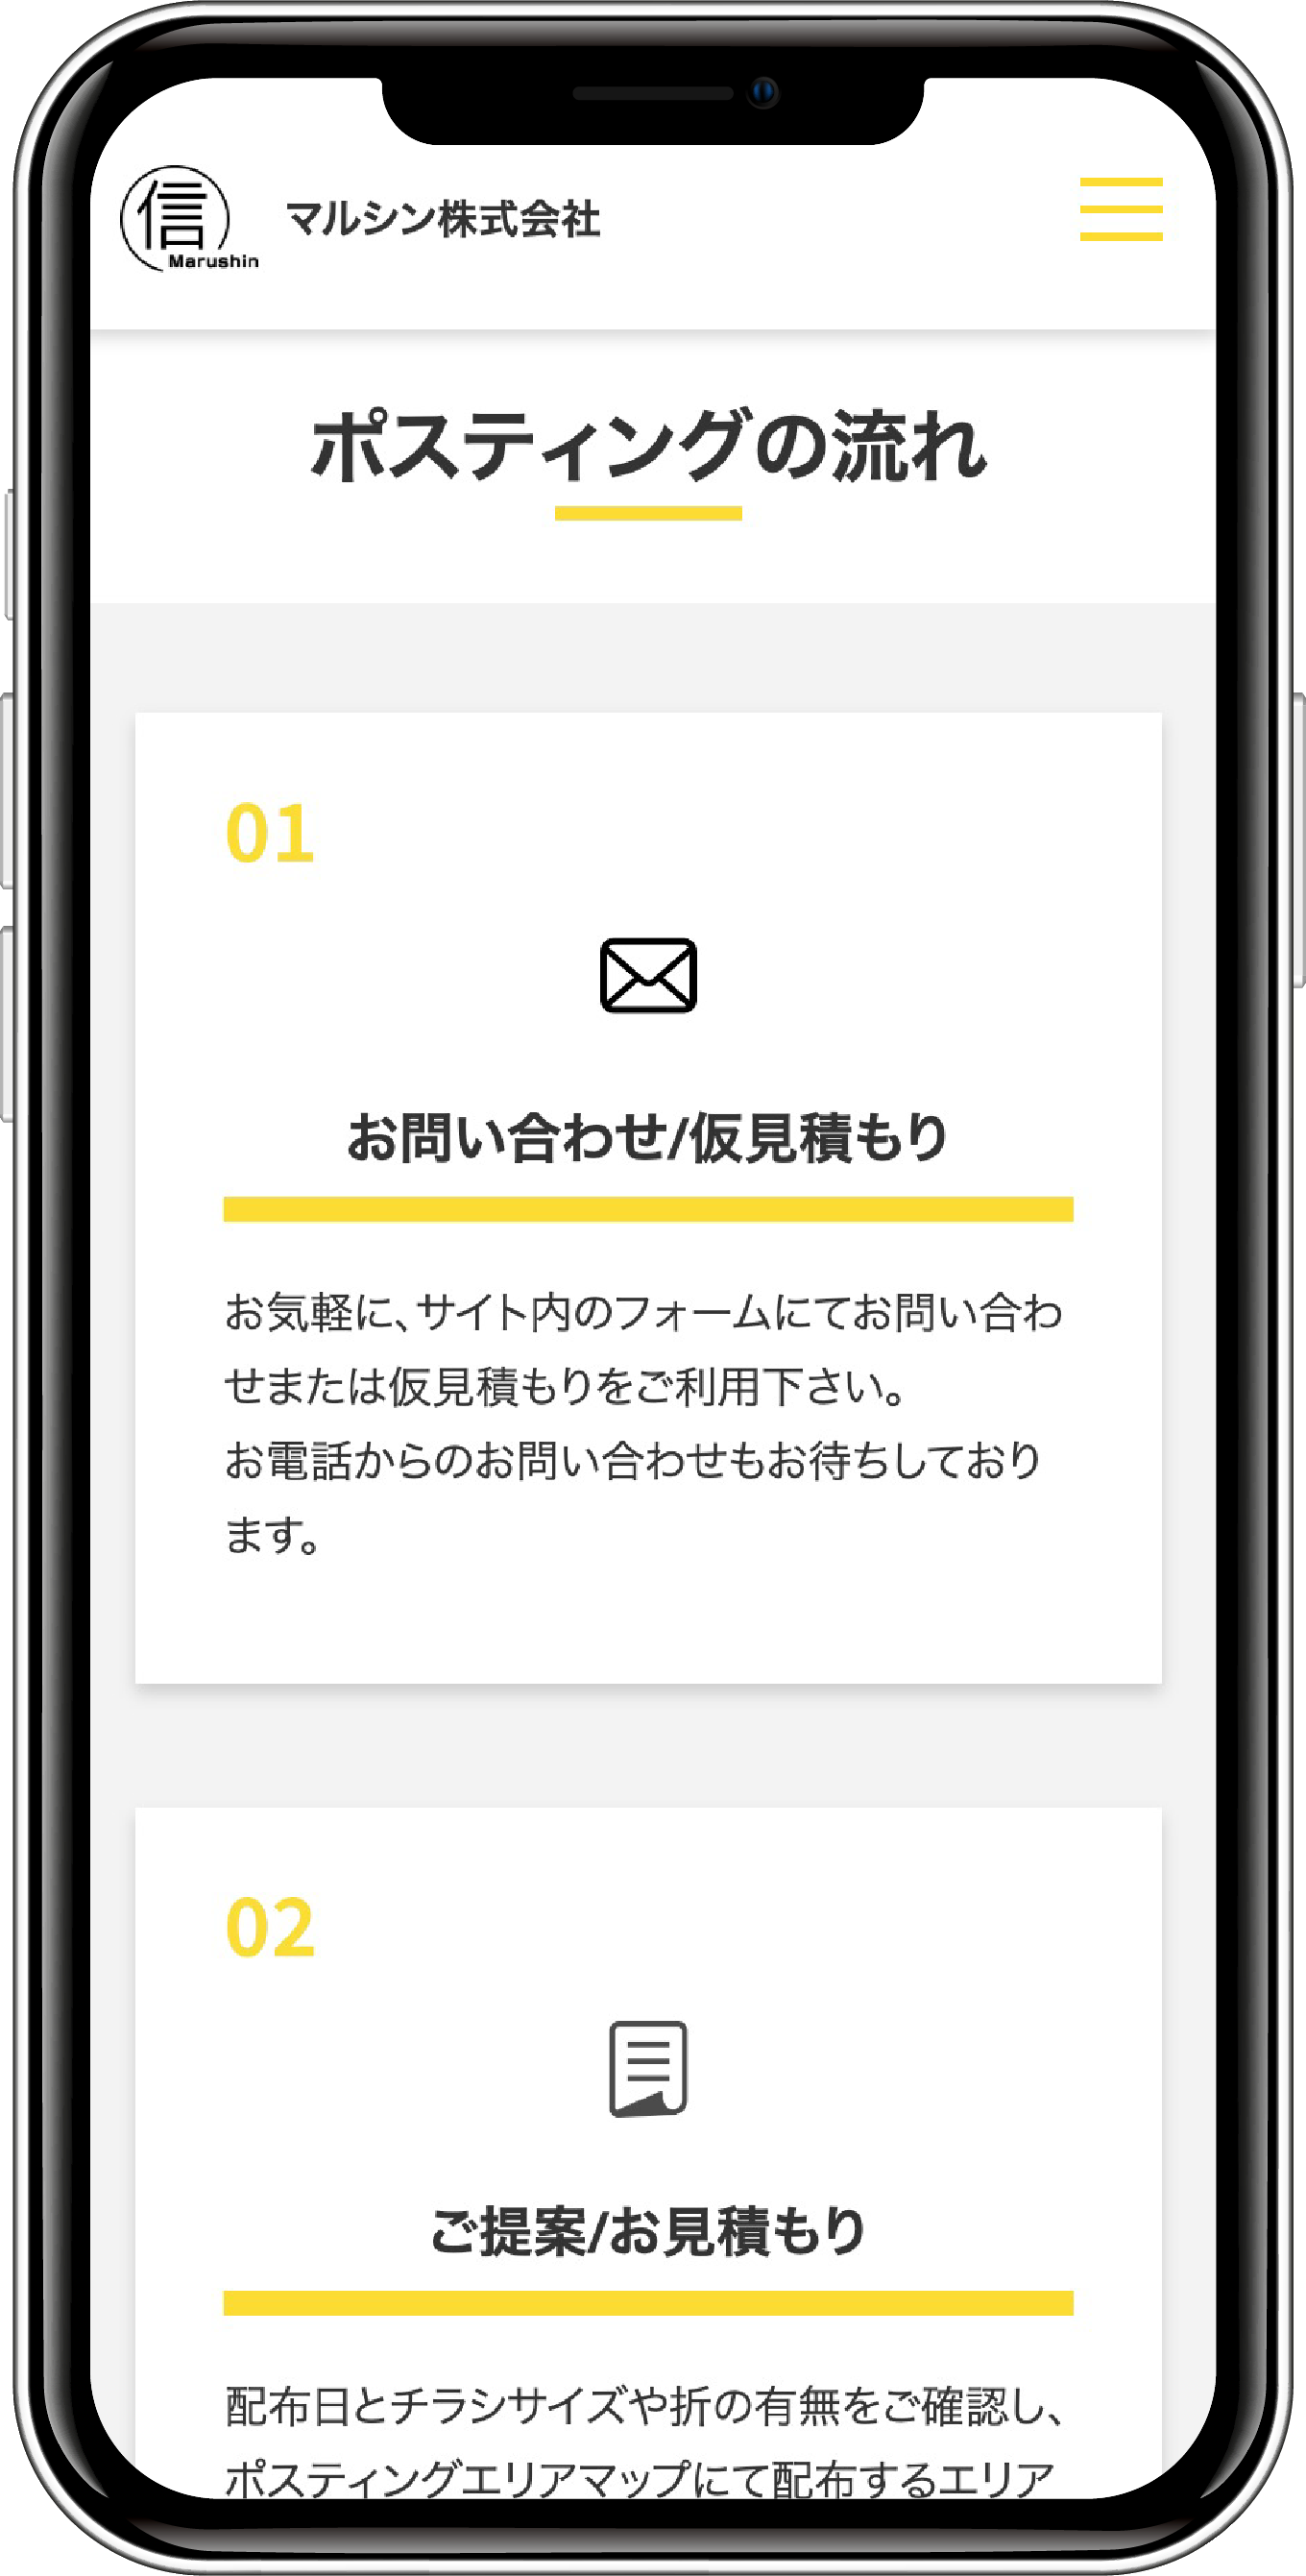 信
Marushin
マルシン株式会社
ポスティングの流れ
01
お問い合わせ/仮見積もり
お気軽に、サイト内のフォームにてお問い合わ
せまたは仮見積もりをご利用下さい。
お電話からのお問い合わせもお待ちしており
ます。
02
ご提案/お見積もり
配布日とチラシサイズや折の有無をご確認し、
ポスティングエリアマップにて配布するエリア